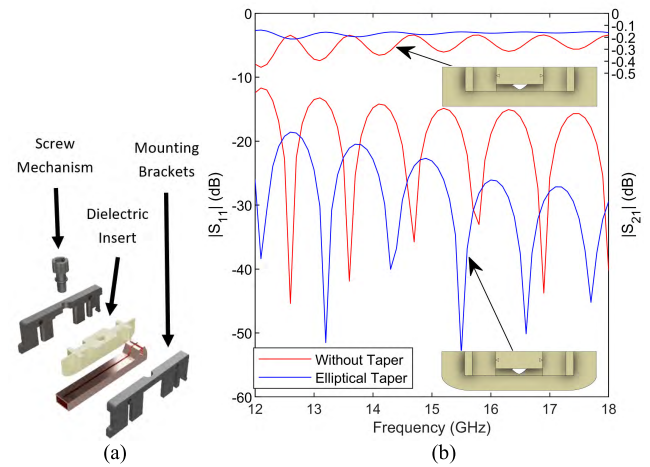 (a)
Screw
Mechanism
Mounting
Brackets
Dielectric
Insert
0
-10
-20
-30
-40
-50
-60
|S11| (dB)
0
-0.1
-0.2
-0.3
-0.4
-0.5
|S21| (dB)
Without Taper
Elliptical Taper
12 13 14 15 16 17 18
Frequency (GHz)
(a)
(b)